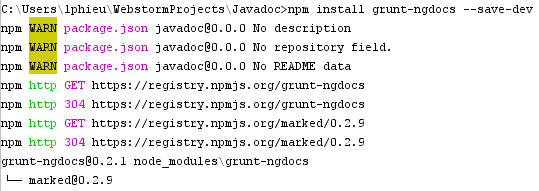 C:\Users\lphieu\WebstormProjects\Javadoc>npm install grunt-ngdocs --save-dev
npm WARN package.json javadoc@0.0.0 No description
npm WARN package.json javadoc@0.0.0 No repository field.
npm WARN package.json javadoc@0.0.0 No README data
npm http GET https://registry.npmjs.org/grunt-ngdocs
npm http 304 https://registry.npmjs.org/grunt-ngdocs
npm http GET https://registry.npmjs.org/marked/0.2.9
npm http 304 https://registry.npmjs.org/marked/0.2.9
grunt-ngdocs@0.2.1 node_modules\grunt-ngdocs
└── marked@0.2.9